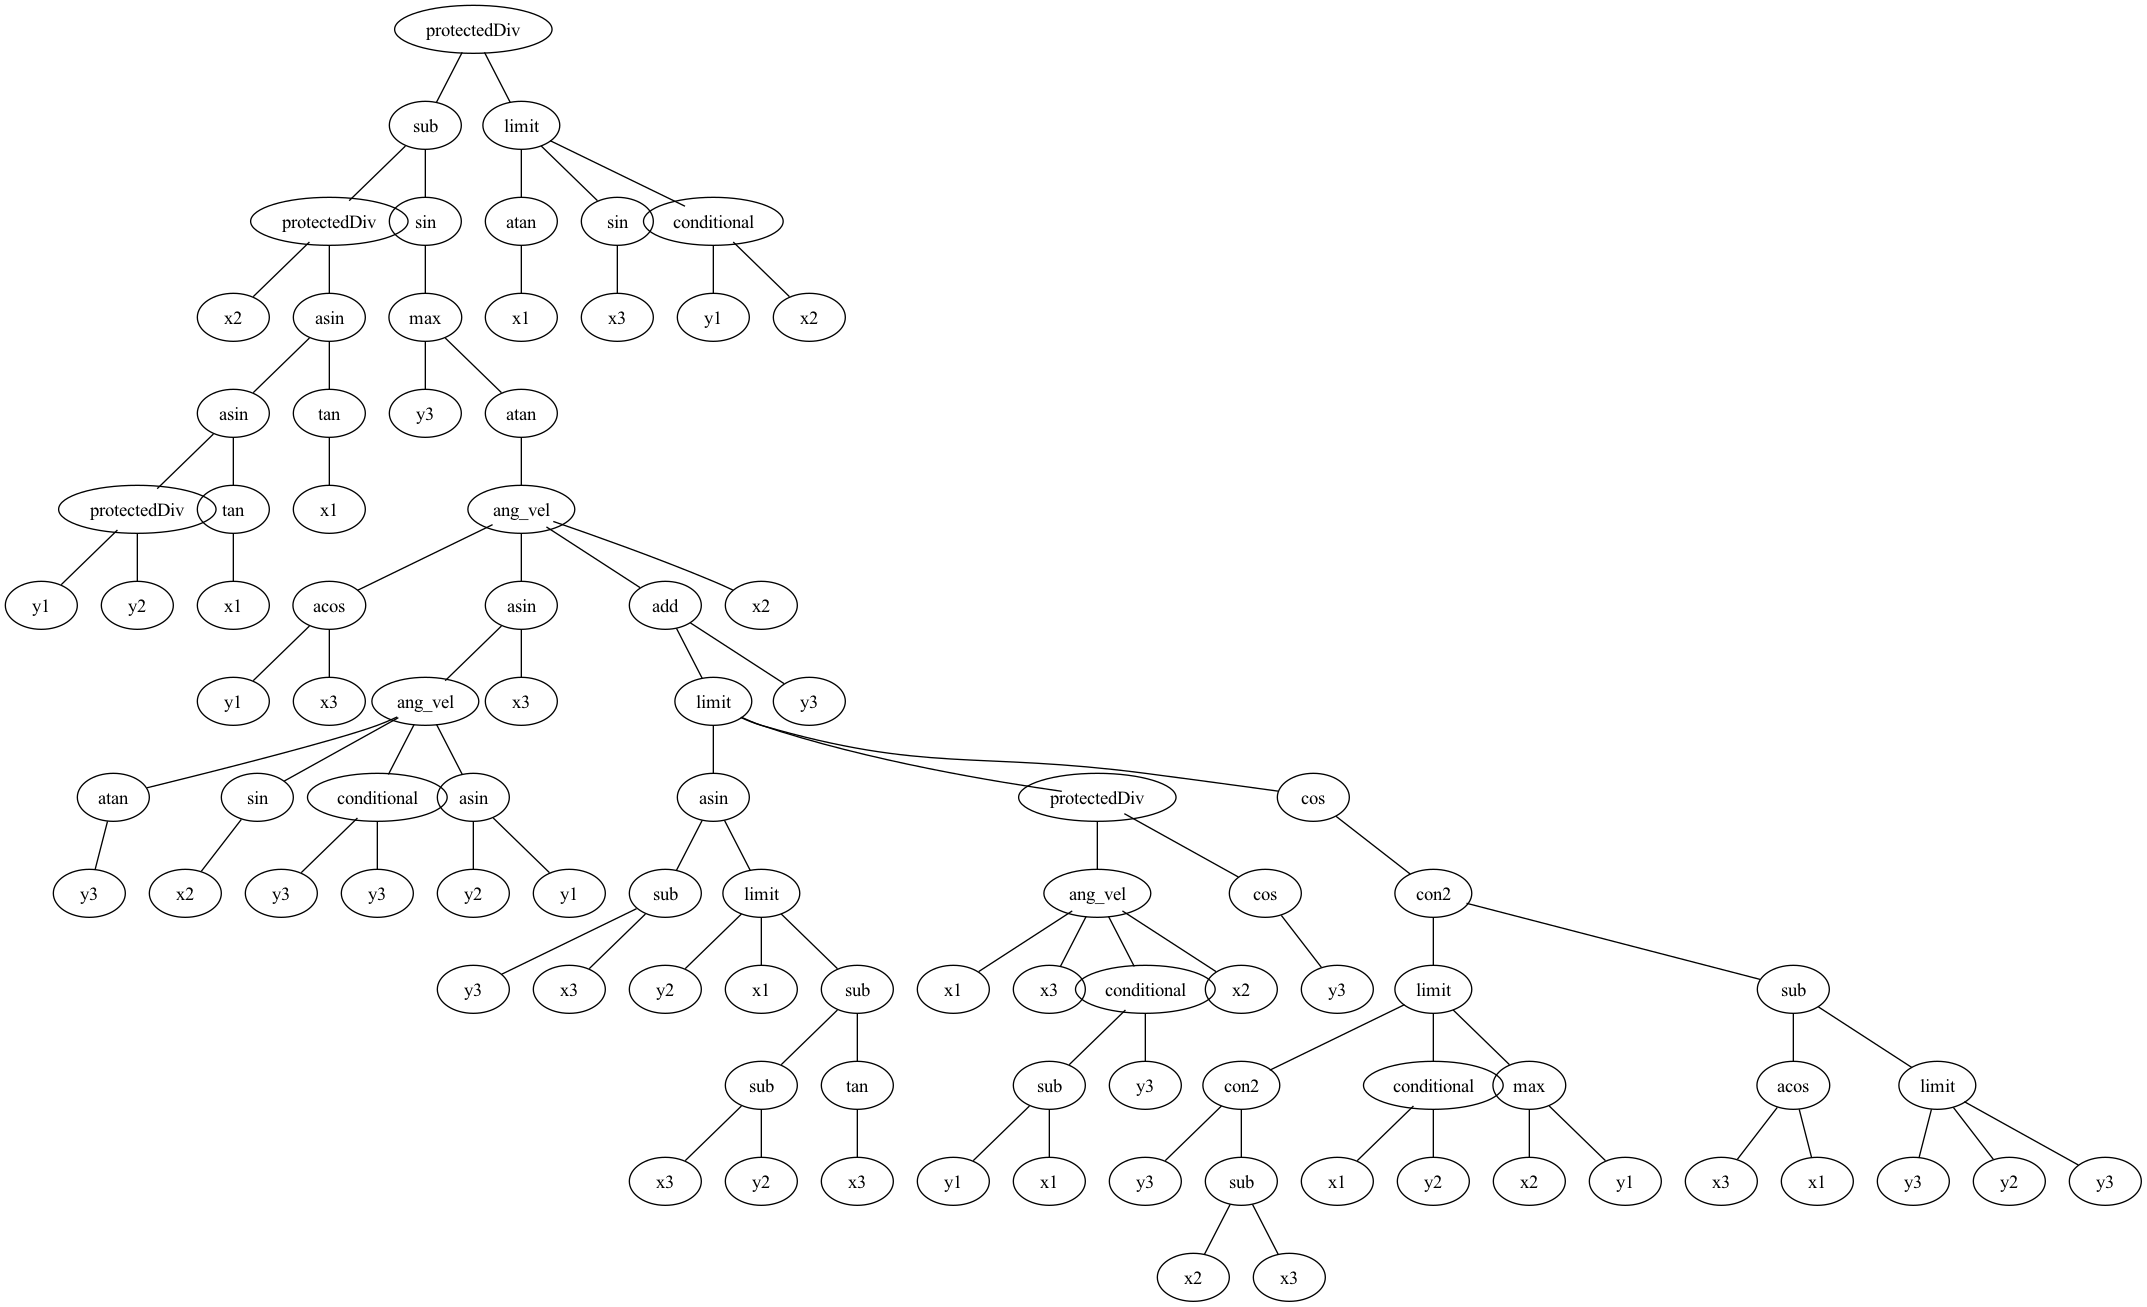 protectedDiv
sub limit
protectedDiv sin atan sin conditional
x2 asin max x1 x3 y1 x2
asin tan y3 atan
protectedDiv tan x1 ang_vel
y1 y2 x1 acos asin add x2
y1 x3 ang_vel x3 limit y3
atan sin conditional asin asin protectedDiv cos
y3 x2 y3 y3 y2 y1 sub limit ang_vel cos con2
y3 x3 y2 x1 sub x1 x3 conditional x2 y3 limit sub
sub tan sub y3 con2 conditional max acos limit
x3 y2 x3 y1 x1 y3 sub x1 y2 x2 y1 x3 x1 y3 y2 y3
x2 x3